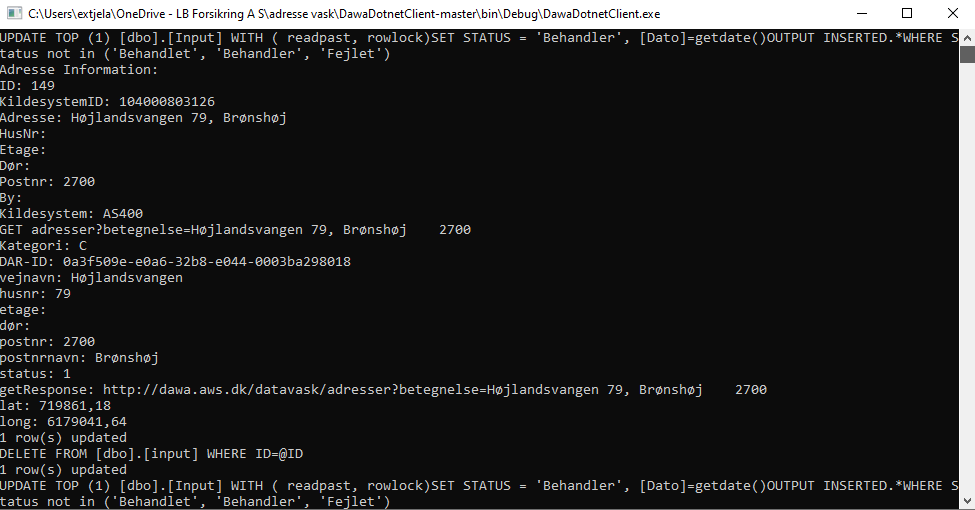 C:\Users\extjela\OneDrive - LB Forsikring A S\adresse vask\DawaDotnetClient-master\bin\Debug\DawaDotnetClient.exe
UPDATE TOP (1) [dbo].[Input] WITH ( readpast, rowlock)SET STATUS = 'Behandler', [Dato]=getdate()OUTPUT INSERTED.*WHERE S
tatus not in ('Behandlet', 'Behandler', 'Fejlet')
Adresse Information:
ID: 149
KildesystemID: 104000803126
Adresse: Højlandsvangen 79, Brønshøj
HusNr:
Etage:
Dør:
Postnr: 2700
By:
Kildesystem: AS400
GET adresser?betegnelse=Højlandsvangen 79, Brønshøj    2700
Kategori: C
DAR-ID: 0a3f509e-e0a6-32b8-e044-0003ba298018
vejnavn: Højlandsvangen
husnr: 79
etage:
dør:
postnr: 2700
postnrnavn: Brønshøj
status: 1
getResponse: http://dawa.aws.dk/datavask/adresser?betegnelse=Højlandsvangen 79, Brønshøj    2700
lat: 719861,18
long: 6179041,64
1 row(s) updated
DELETE FROM [dbo].[input] WHERE ID=@ID
1 row(s) updated
UPDATE TOP (1) [dbo].[Input] WITH ( readpast, rowlock)SET STATUS = 'Behandler', [Dato]=getdate()OUTPUT INSERTED.*WHERE S
tatus not in ('Behandlet', 'Behandler', 'Fejlet')